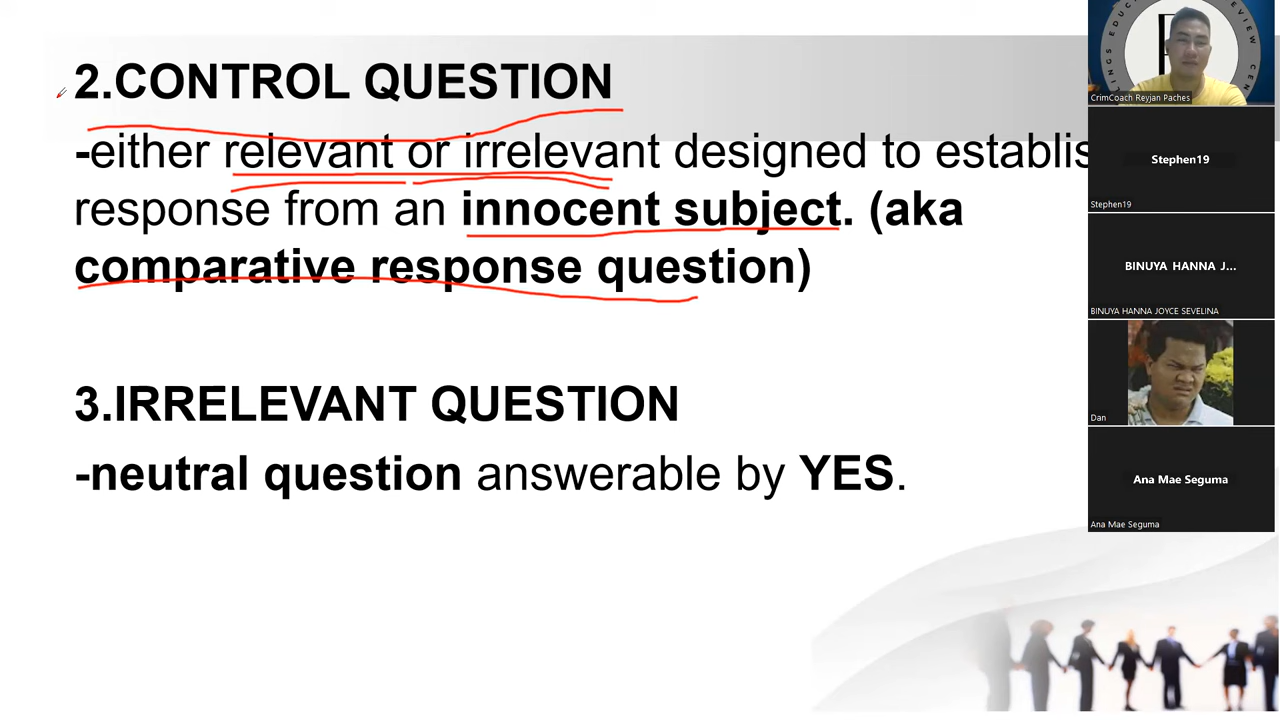 2.CONTROL QUESTION
-either relevant or irrelevant designed to
response from an innocent subject. (aka
comparative response question)
3.IRRELEVANT QUESTION
-neutral question answerable by YES.
CrimCoach Reyjan Paches
Stephen19
Stephen19
BINUYA HANNA J...
BINUYA HANNA JOYCE SEVELINA
Dan
Ana Mae Seguma
Ana Mae Seguma